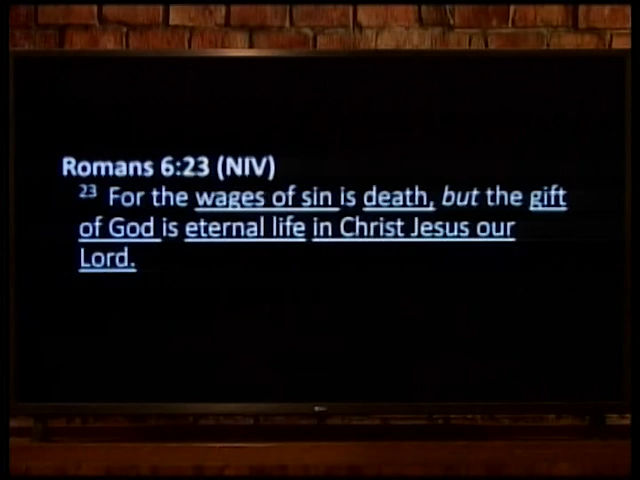 Romans 6:23 (NIV)
23 For the wages of sin is death, but the gift
of God is eternal life in Christ Jesus our
Lord.